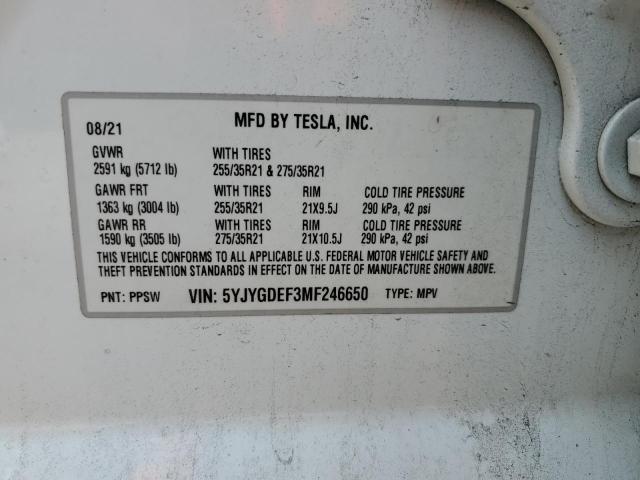 08/21 MFD BY TESLA, INC.
GVWR WITH TIRES
2591 kg (5712 lb) 255/35R21 & 275/35R21
GAWR FRT WITH TIRES RIM COLD TIRE PRESSURE
1363 kg (3004 lb) 255/35R21 21X9.5J 290 kPa, 42 psi
GAWR RR WITH TIRES RIM COLD TIRE PRESSURE
1590 kg (3505 lb) 275/35R21 21X10.5J 290 kPa, 42 psi
THIS VEHICLE CONFORMS TO ALL APPLICABLE U.S. FEDERAL MOTOR VEHICLE SAFETY AND
THEFT PREVENTION STANDARDS IN EFFECT ON THE DATE OF MANUFACTURE SHOWN ABOVE.
PNT: PPSW VIN: 5YJYGDEF3MF246650 TYPE: MPV